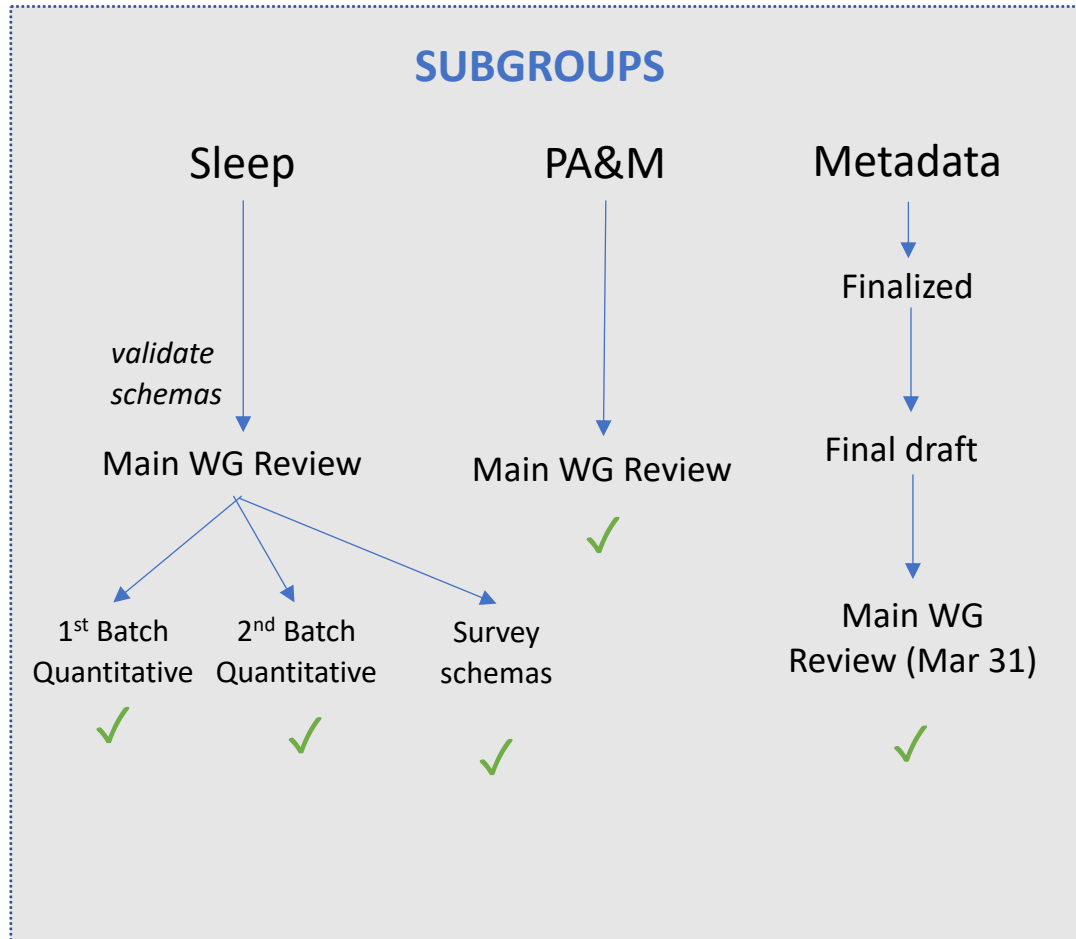 SUBGROUPS
Sleep
PA&M
Metadata
Finalized
validate
schemas
Main WG Review
Main WG Review
Final draft
✓
1st Batch
Quantitative
2nd Batch
Quantitative
Survey
schemas
Main WG
Review (Mar 31)
✓
✓
✓
✓